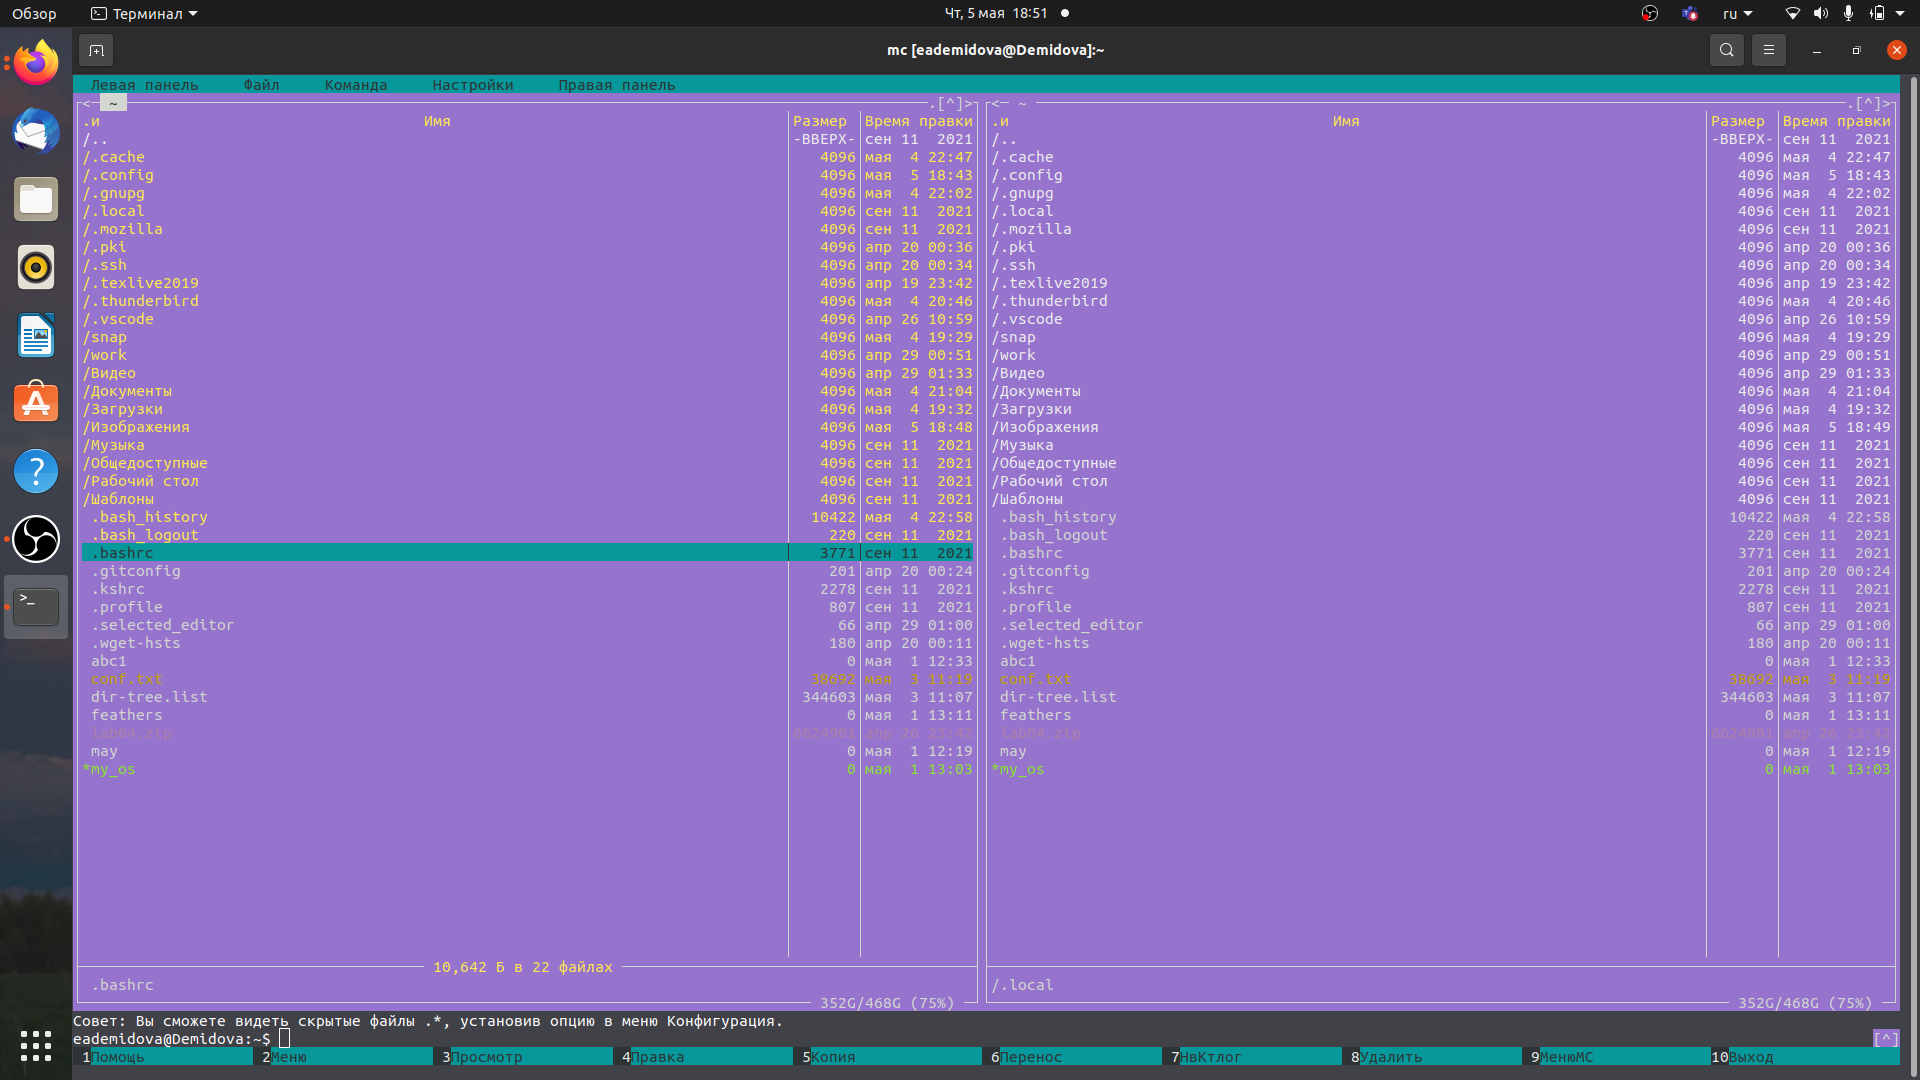 Обзор Терминал Чт, 5 мая 18:51 ru
mc [eademidova@Demidova]:~
Левая панель Файл Команда Настройки Правая панель
<─ ~ .[^]> <─ ~ .[^]>
.и Имя Размер Время правки .и Имя Размер Время правки
/.. -ВВЕРХ- сен 11 2021 /.. -ВВЕРХ- сен 11 2021
/.cache 4096 мая 4 22:47 /.cache 4096 мая 4 22:47
/.config 4096 мая 5 18:43 /.config 4096 мая 5 18:43
/.gnupg 4096 мая 4 22:02 /.gnupg 4096 мая 4 22:02
/.local 4096 сен 11 2021 /.local 4096 сен 11 2021
/.mozilla 4096 сен 11 2021 /.mozilla 4096 сен 11 2021
/.pki 4096 апр 20 00:36 /.pki 4096 апр 20 00:36
/.ssh 4096 апр 20 00:34 /.ssh 4096 апр 20 00:34
/.texlive2019 4096 апр 19 23:42 /.texlive2019 4096 апр 19 23:42
/.thunderbird 4096 мая 4 20:46 /.thunderbird 4096 мая 4 20:46
/.vscode 4096 апр 26 10:59 /.vscode 4096 апр 26 10:59
/snap 4096 мая 4 19:29 /snap 4096 мая 4 19:29
/work 4096 апр 29 00:51 /work 4096 апр 29 00:51
/Видео 4096 апр 29 01:33 /Видео 4096 апр 29 01:33
/Документы 4096 мая 4 21:04 /Документы 4096 мая 4 21:04
/Загрузки 4096 мая 4 19:32 /Загрузки 4096 мая 4 19:32
/Изображения 4096 мая 5 18:48 /Изображения 4096 мая 5 18:49
/Музыка 4096 сен 11 2021 /Музыка 4096 сен 11 2021
/Общедоступные 4096 сен 11 2021 /Общедоступные 4096 сен 11 2021
/Рабочий стол 4096 сен 11 2021 /Рабочий стол 4096 сен 11 2021
/Шаблоны 4096 сен 11 2021 /Шаблоны 4096 сен 11 2021
.bash_history 10422 мая 4 22:58 .bash_history 10422 мая 4 22:58
.bash_logout 220 сен 11 2021 .bash_logout 220 сен 11 2021
.bashrc 3771 сен 11 2021 .bashrc 3771 сен 11 2021
.gitconfig 201 апр 20 00:24 .gitconfig 201 апр 20 00:24
.kshrc 2278 сен 11 2021 .kshrc 2278 сен 11 2021
.profile 807 сен 11 2021 .profile 807 сен 11 2021
.selected_editor 66 апр 29 01:00 .selected_editor 66 апр 29 01:00
.wget-hsts 180 апр 20 00:11 .wget-hsts 180 апр 20 00:11
abc1 0 мая 1 12:33 abc1 0 мая 1 12:33
conf.txt 38692 мая 3 11:19 conf.txt 38692 мая 3 11:19
dir-tree.list 344603 мая 3 11:07 dir-tree.list 344603 мая 3 11:07
feathers 0 мая 1 13:11 feathers 0 мая 1 13:11
lab04.zip 6624901 апр 26 23:42 lab04.zip 6624901 апр 26 23:42
may 0 мая 1 12:19 may 0 мая 1 12:19
*my_os 0 мая 1 13:03 *my_os 0 мая 1 13:03
10,642 Б в 22 файлах
.bashrc /.local
352G/468G (75%) 352G/468G (75%)
Совет: Вы сможете видеть скрытые файлы .*, установив опцию в меню Конфигурация.
eademidova@Demidova:~$ [^]
1Помощь 2Меню 3Просмотр 4Правка 5Копия 6Перенос 7НвКтлог 8Удалить 9МенюMC 10Выход